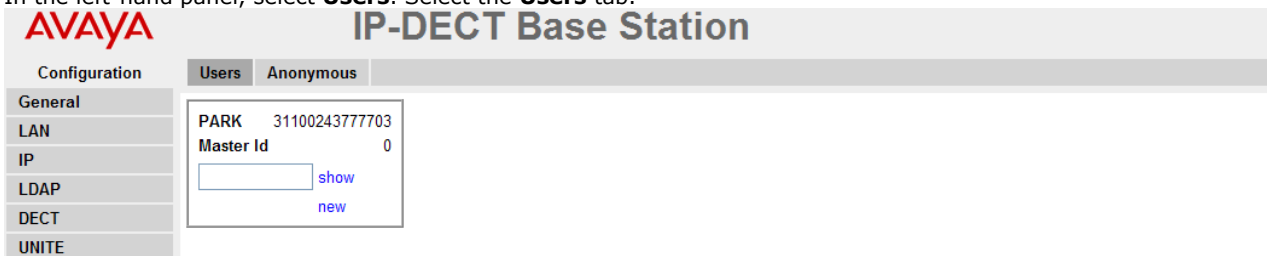 In the left-hand panel, select Users. Select the Users tab.
AVAYA IP-DECT Base Station
Configuration Users Anonymous
General
PARK 31100243777703
LAN
Master Id 0
IP
show
LDAP
new
DECT
UNITE